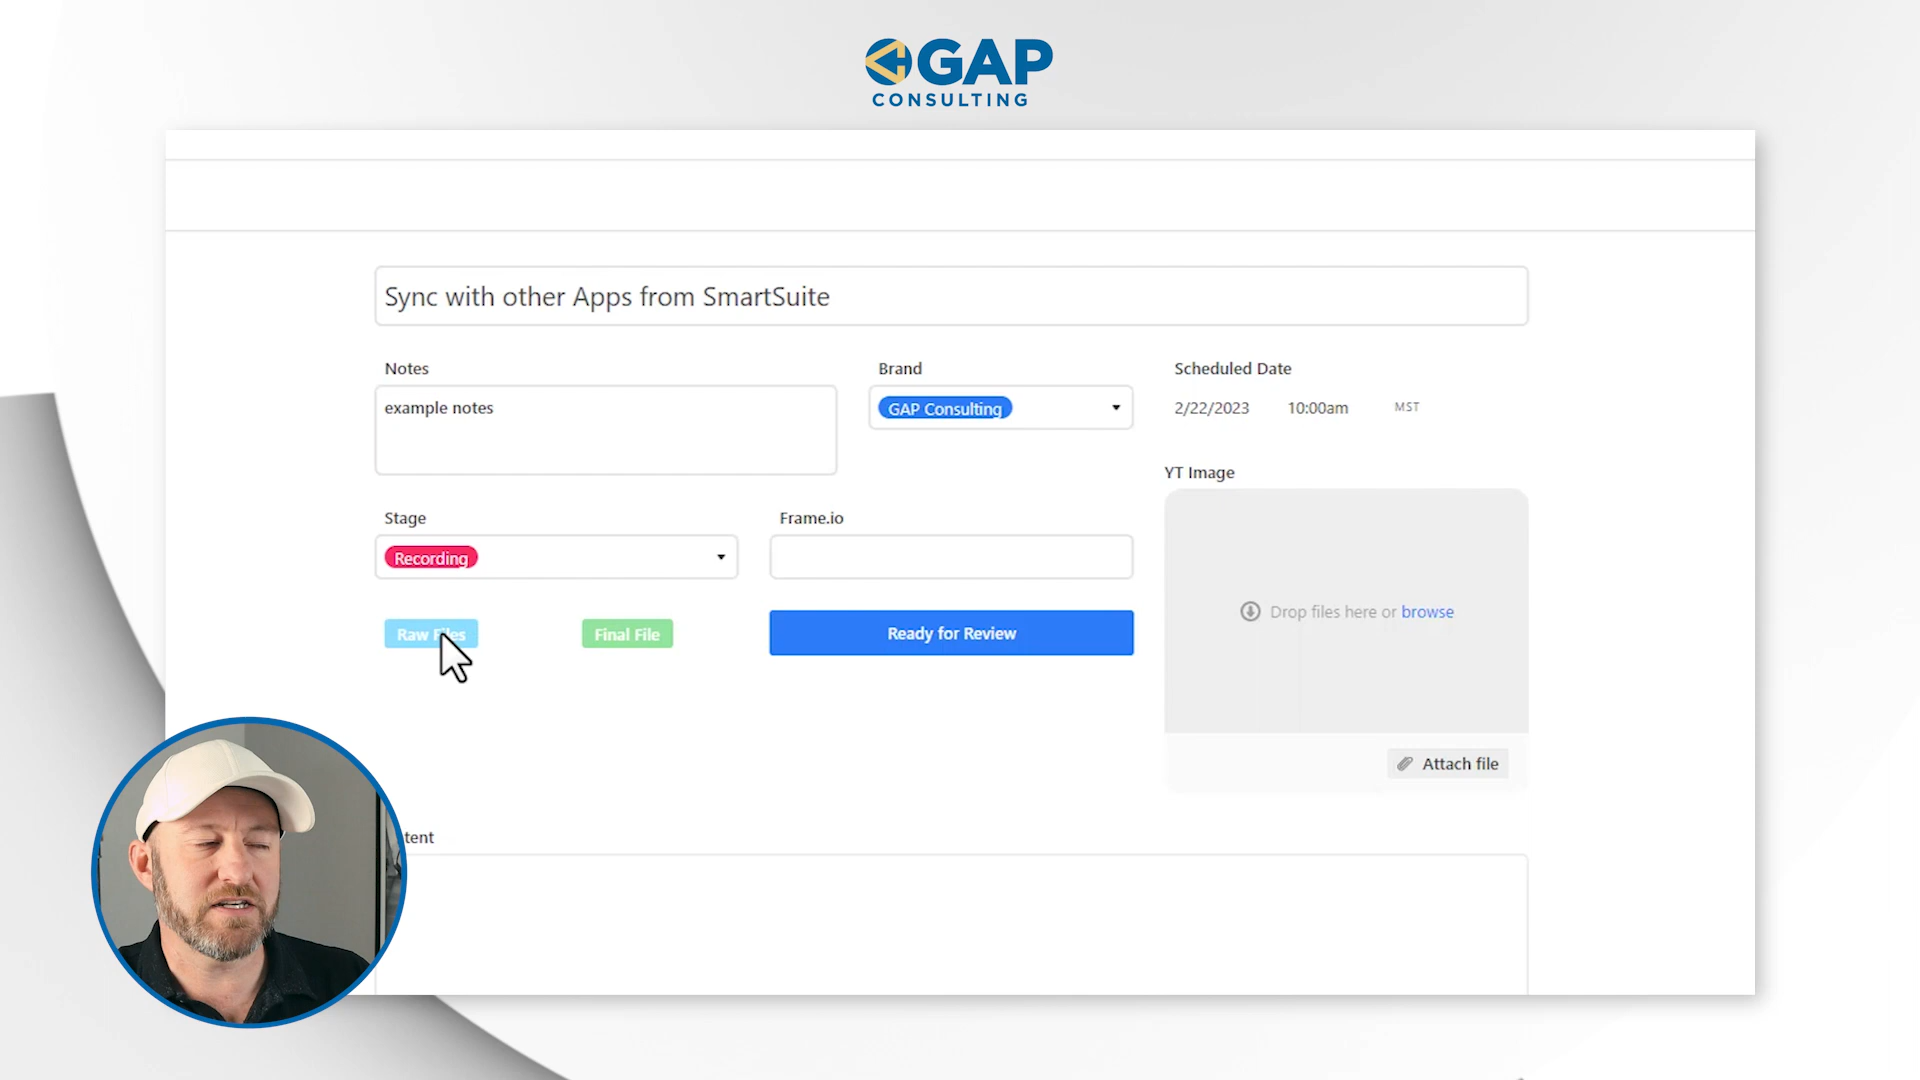 GAP
CONSULTING
Sync with other Apps from SmartSuite
Notes
Brand
Scheduled Date
example notes
GAP Consulting
2/22/2023 10:00am MST
YT Image
Stage
Frame.io
Recording
Drop files here or browse
Raw Files
Final File
Ready for Review
Attach file
tent